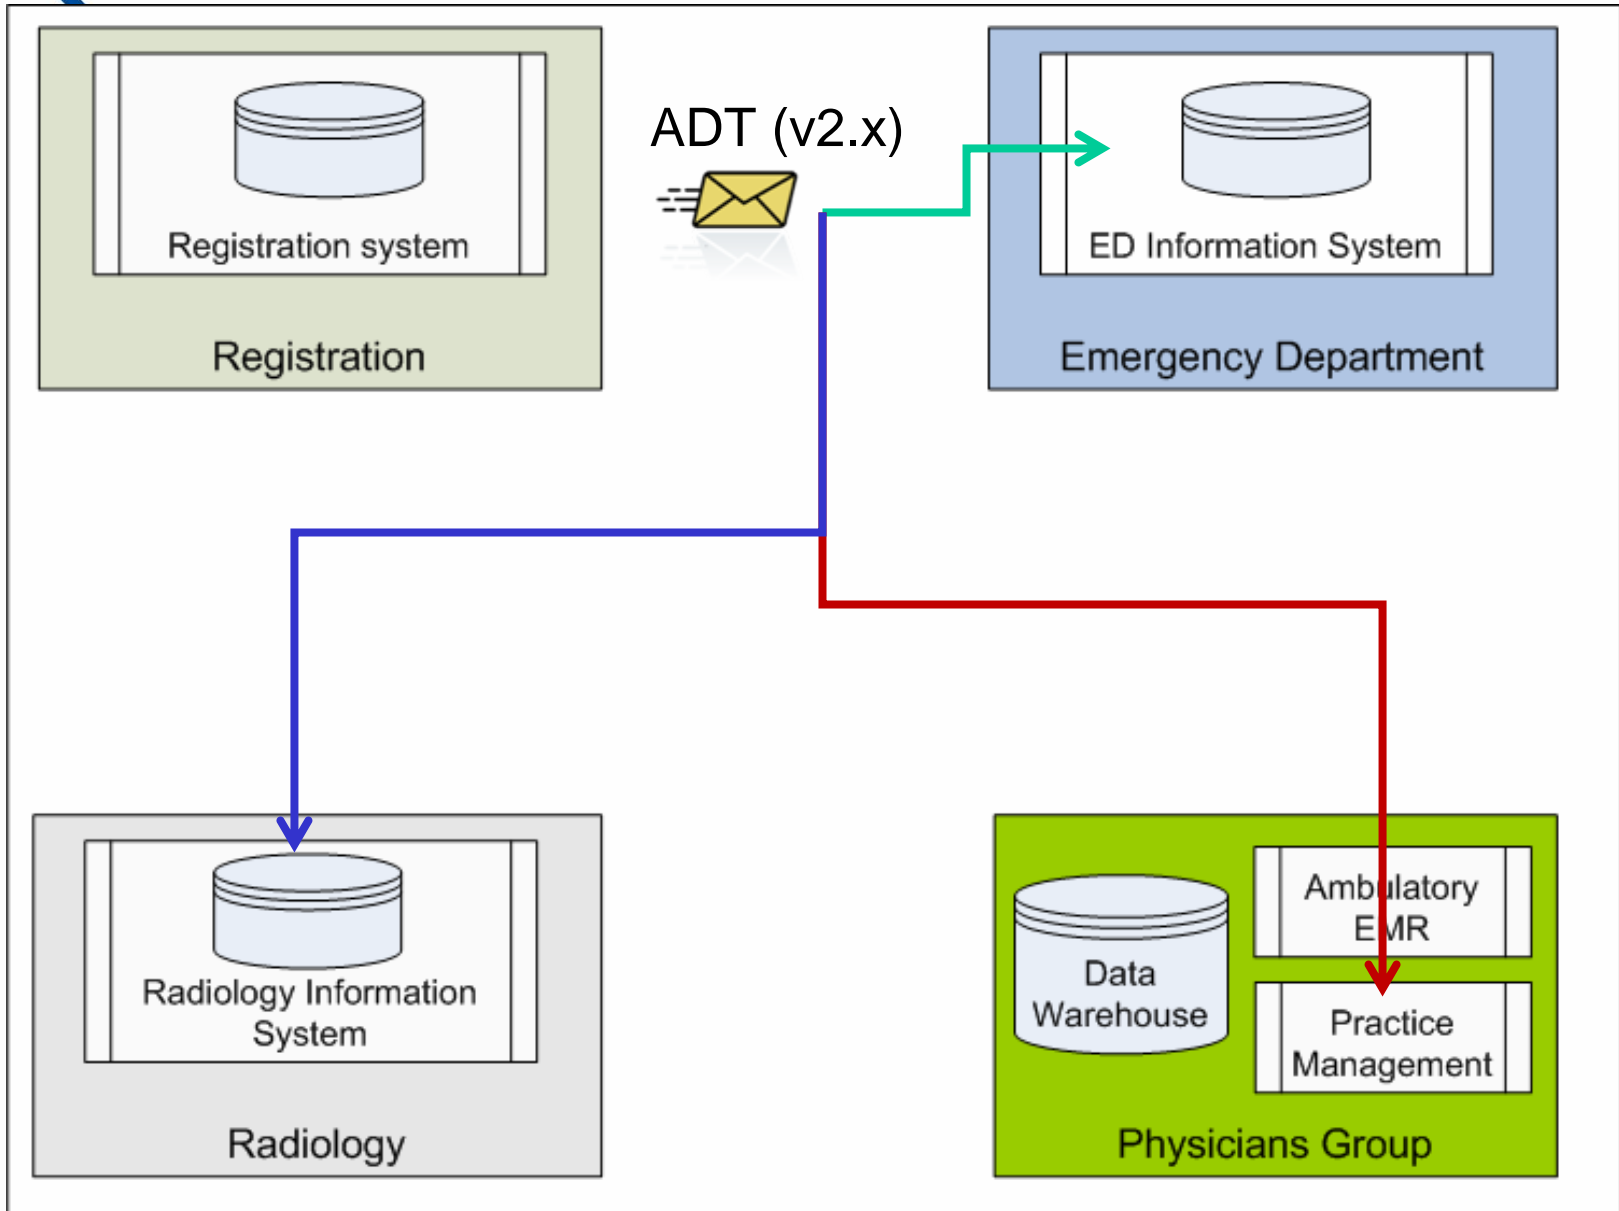 ADT (v2.x)
Registration system
Registration
ED Information System
Emergency Department
Radiology Information
System
Radiology
Data
Warehouse
Ambulatory
EMR
Practice
Management
Physicians Group